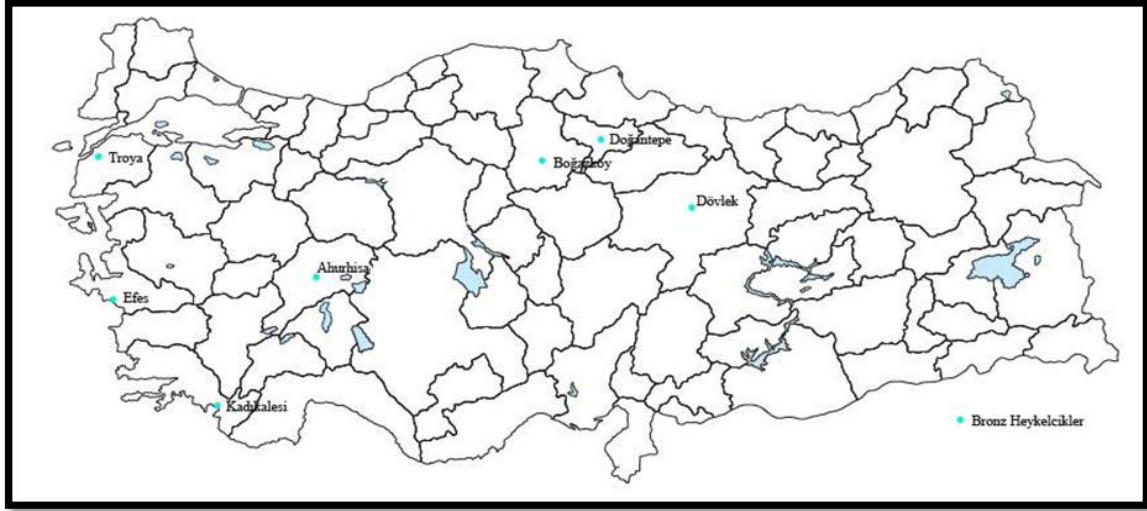 Doğantepe
Troya
Boğazköy
Dövlek
Ahurhisa
Efes
Kadıkalesi
Bronz Heykelcikler